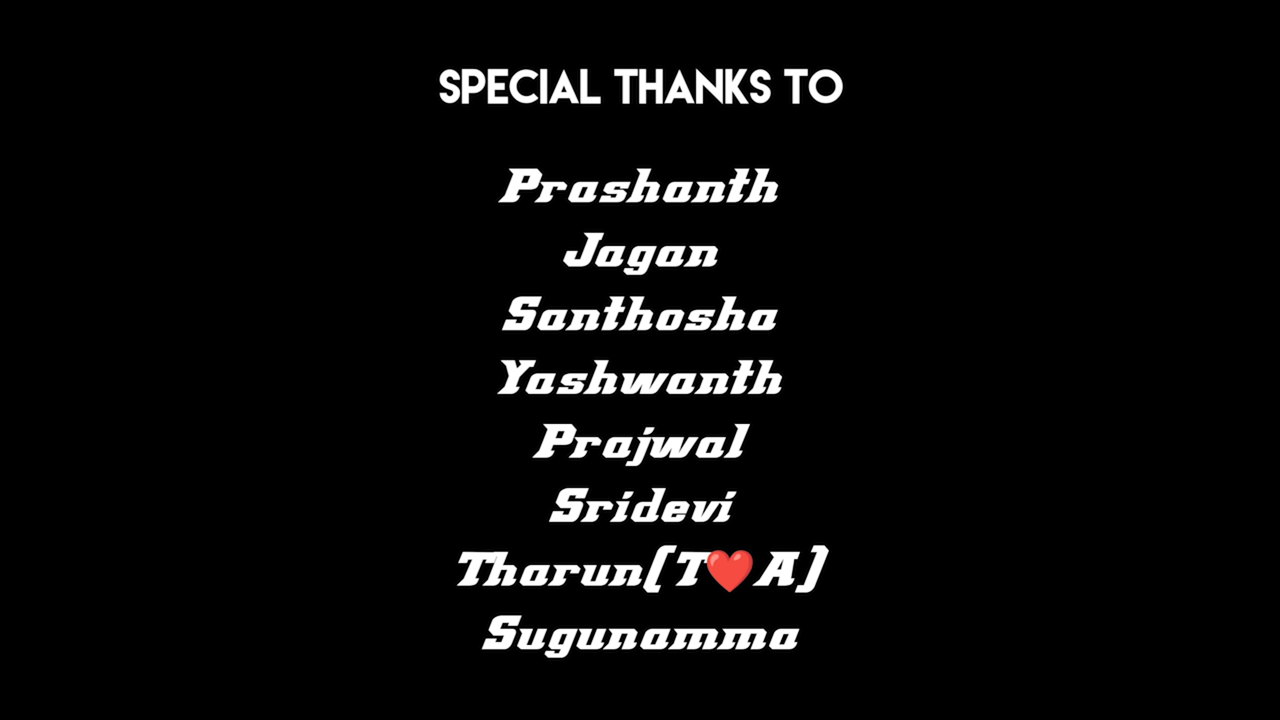 SPECIAL THANKS TO
Prashanth
Jagan
Santhosha
Yashwanth
Prajwal
Sridevi
Tharun(T❤️A)
Sugunamma